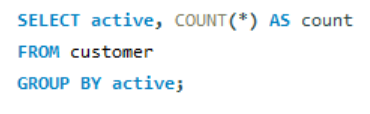 SELECT active, COUNT(*) AS count
FROM customer
GROUP BY active;